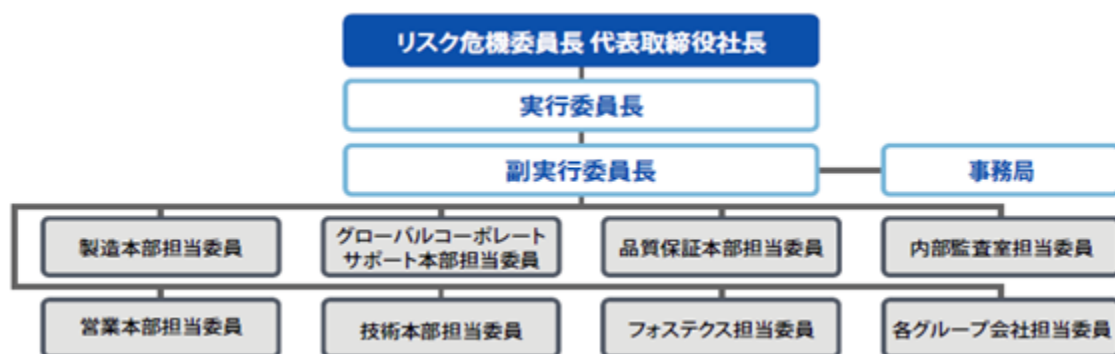 リスク危機委員長 代表取締役社長
実行委員長
副実行委員長
事務局
製造本部担当委員
グローバルコーポレート
サポート本部担当委員
品質保証本部担当委員
内部監査室担当委員
営業本部担当委員
技術本部担当委員
フォステクス担当委員
各グループ会社担当委員